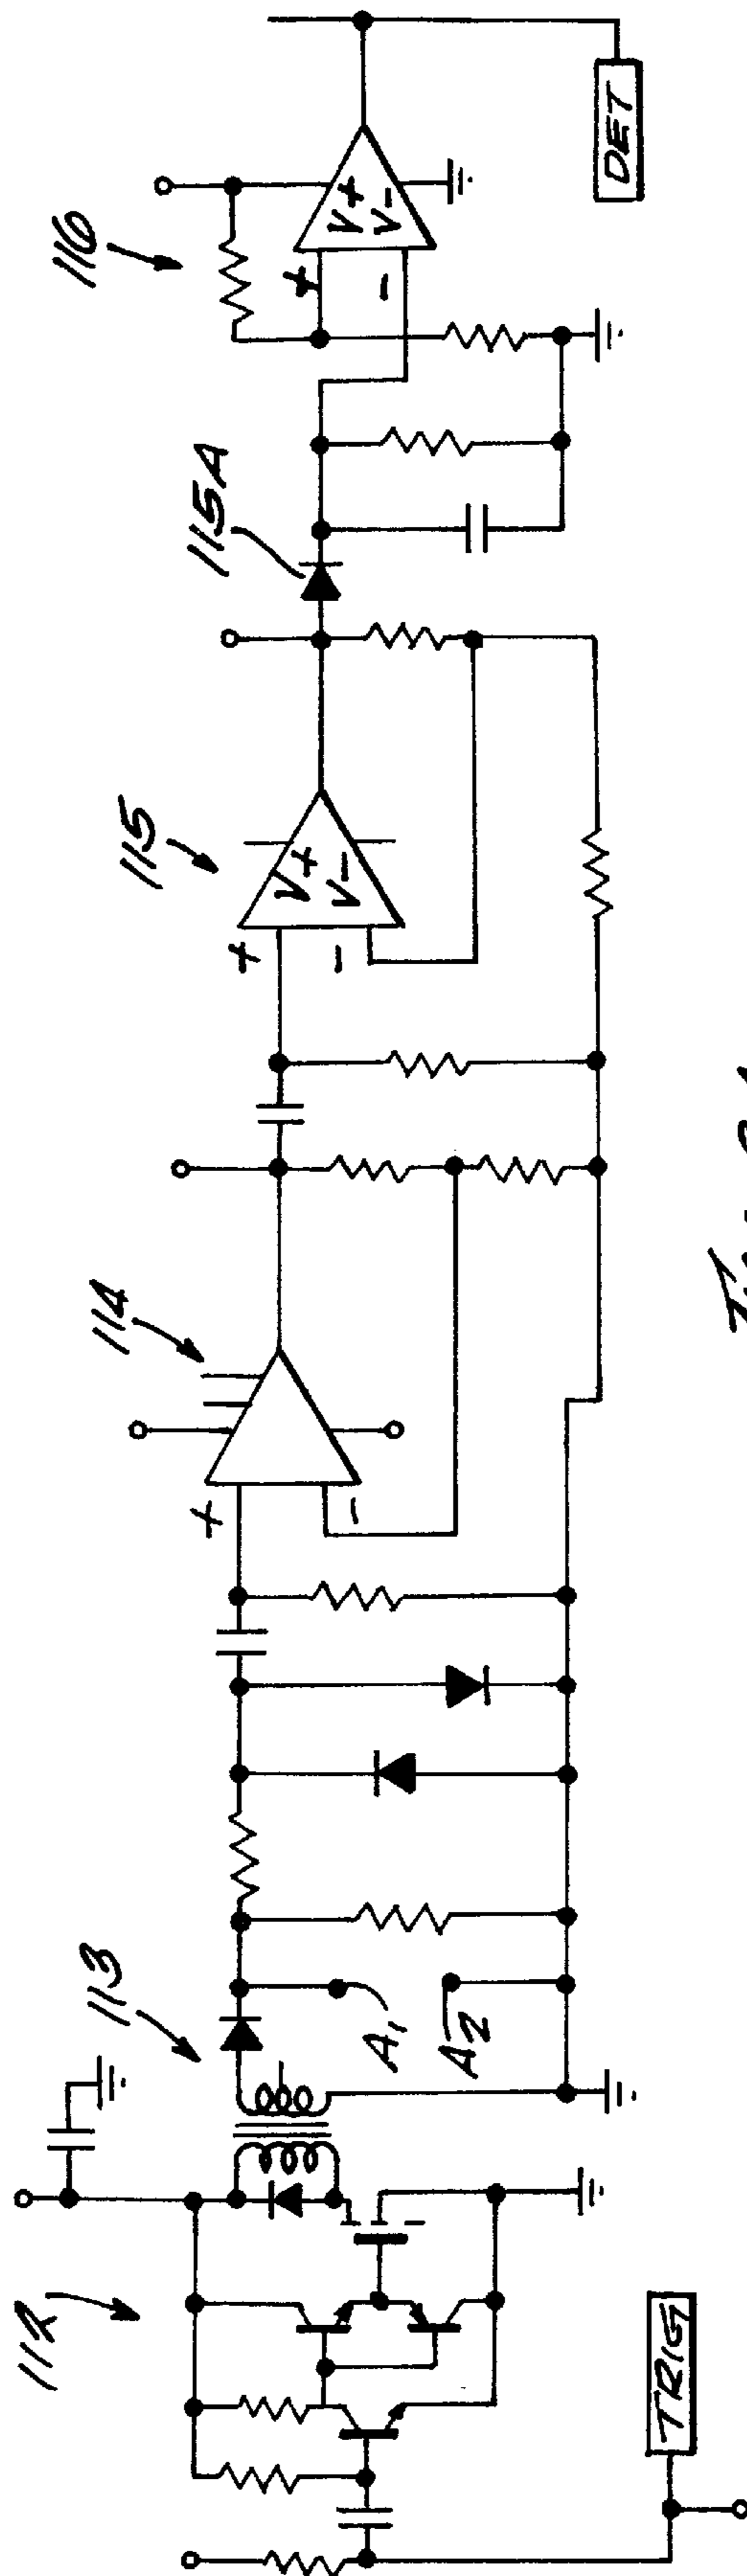 112
113
114
115
115A
116
+
-
+
-
V+
V-
+
-
V+
V-
A1
A2
TRIG
DET